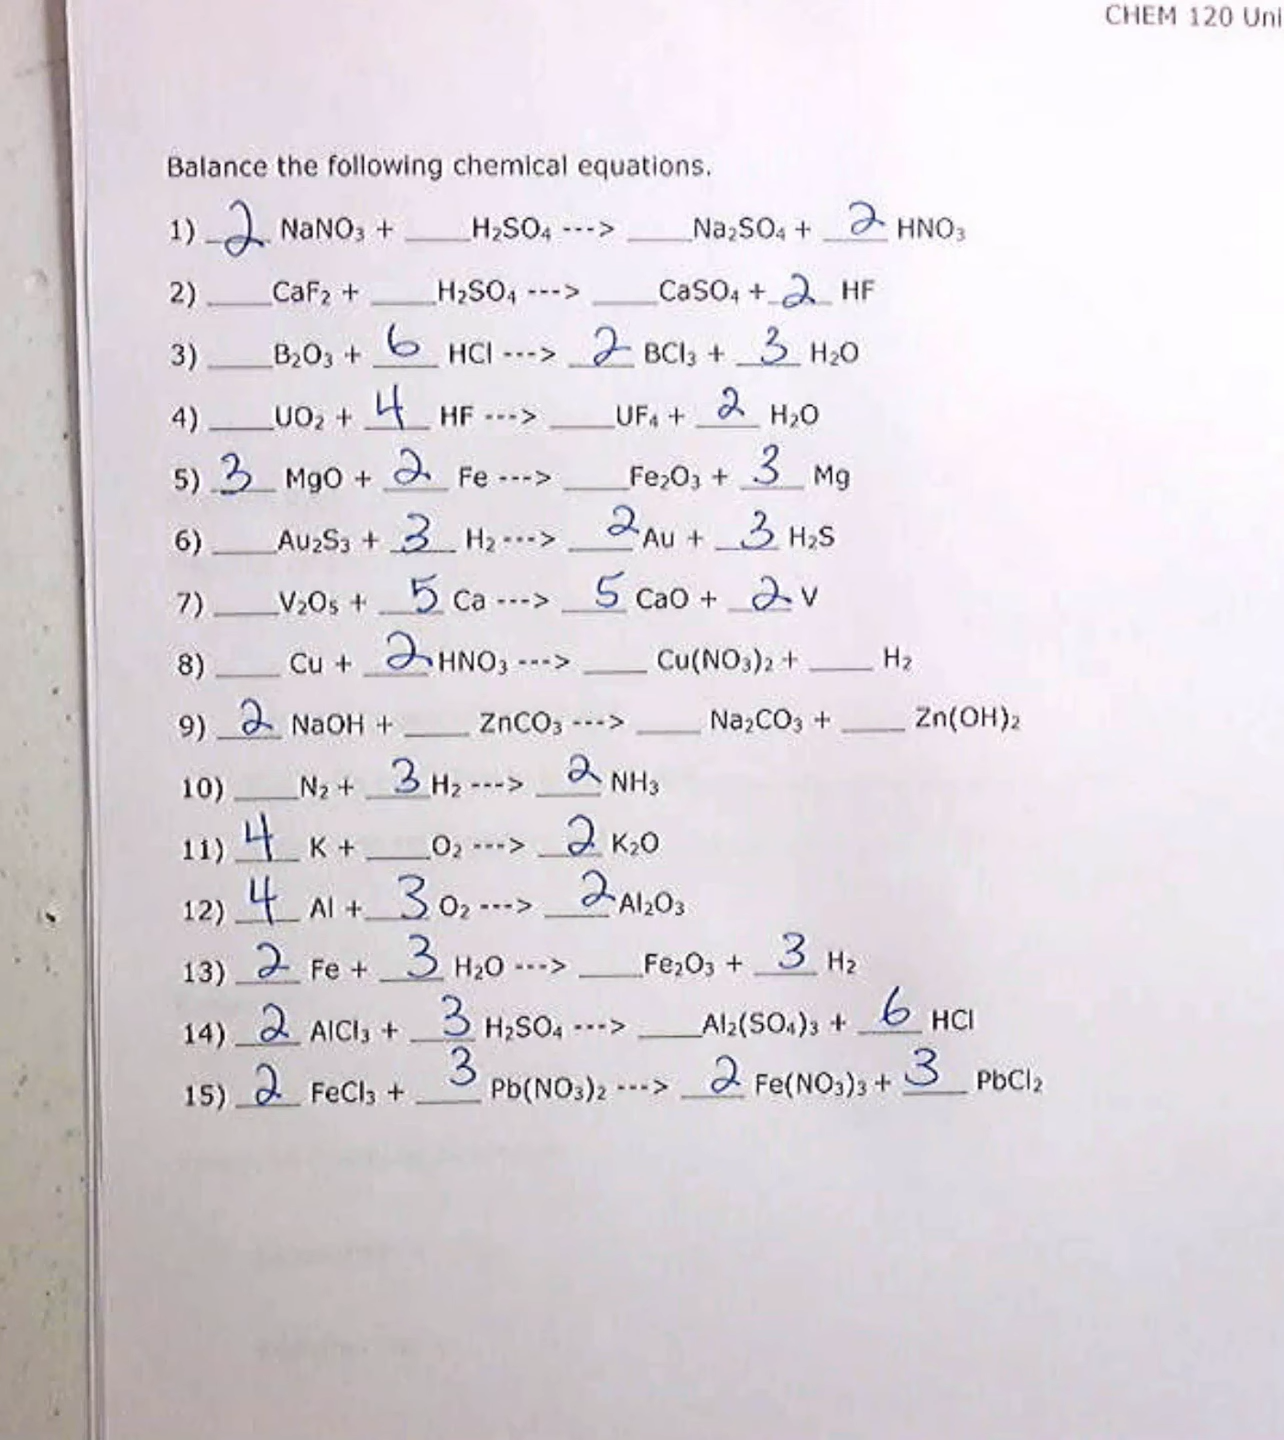 CHEM 120 Uni
Balance the following chemical equations.
1) 2 NaNO₃ + ___ H₂SO₄ ---> ___ Na₂SO₄ + 2 HNO₃
2) ___ CaF₂ + ___ H₂SO₄ ---> ___ CaSO₄ + 2 HF
3) ___ B₂O₃ + 6 HCl ---> 2 BCl₃ + 3 H₂O
4) ___ UO₂ + 4 HF ---> ___ UF₄ + 2 H₂O
5) 3 MgO + 2 Fe ---> ___ Fe₂O₃ + 3 Mg
6) ___ Au₂S₃ + 3 H₂ ---> 2 Au + 3 H₂S
7) ___ V₂O₅ + 5 Ca ---> 5 CaO + 2 V
8) ___ Cu + 2 HNO₃ ---> ___ Cu(NO₃)₂ + ___ H₂
9) 2 NaOH + ___ ZnCO₃ ---> ___ Na₂CO₃ + ___ Zn(OH)₂
10) ___ N₂ + 3 H₂ ---> 2 NH₃
11) 4 K + ___ O₂ ---> 2 K₂O
12) 4 Al + 3 O₂ ---> 2 Al₂O₃
13) 2 Fe + 3 H₂O ---> ___ Fe₂O₃ + 3 H₂
14) 2 AlCl₃ + 3 H₂SO₄ ---> ___ Al₂(SO₄)₃ + 6 HCl
15) 2 FeCl₃ + 3 Pb(NO₃)₂ ---> 2 Fe(NO₃)₃ + 3 PbCl₂